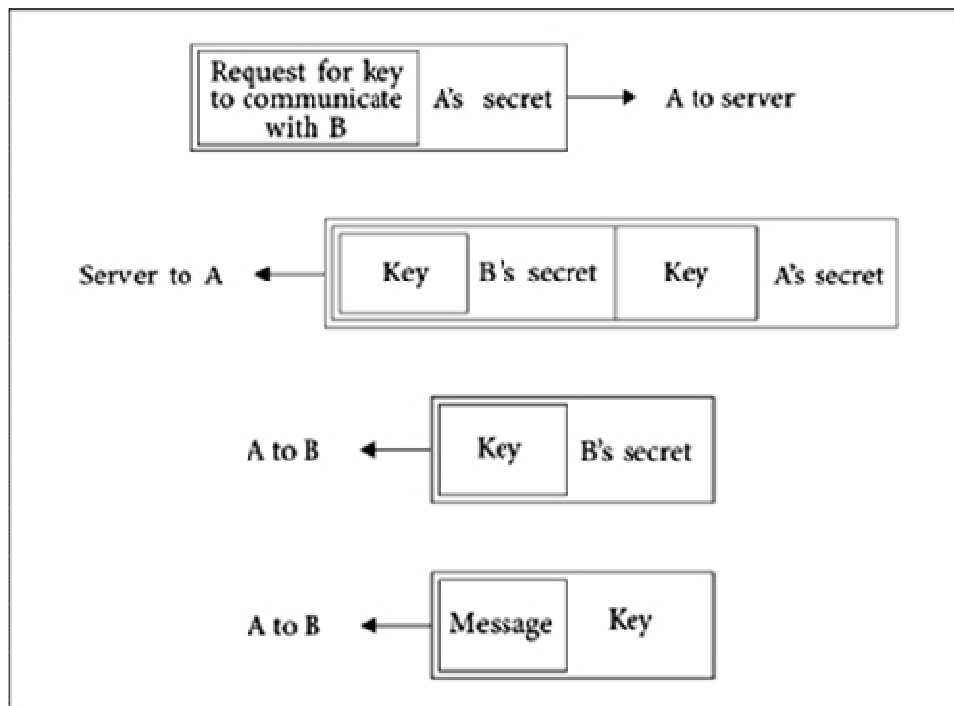 Request for key
to communicate
with B
A's secret
A to server
Server to A
Key
B's secret
Key
A's secret
A to B
Key
B's secret
A to B
Message
Key